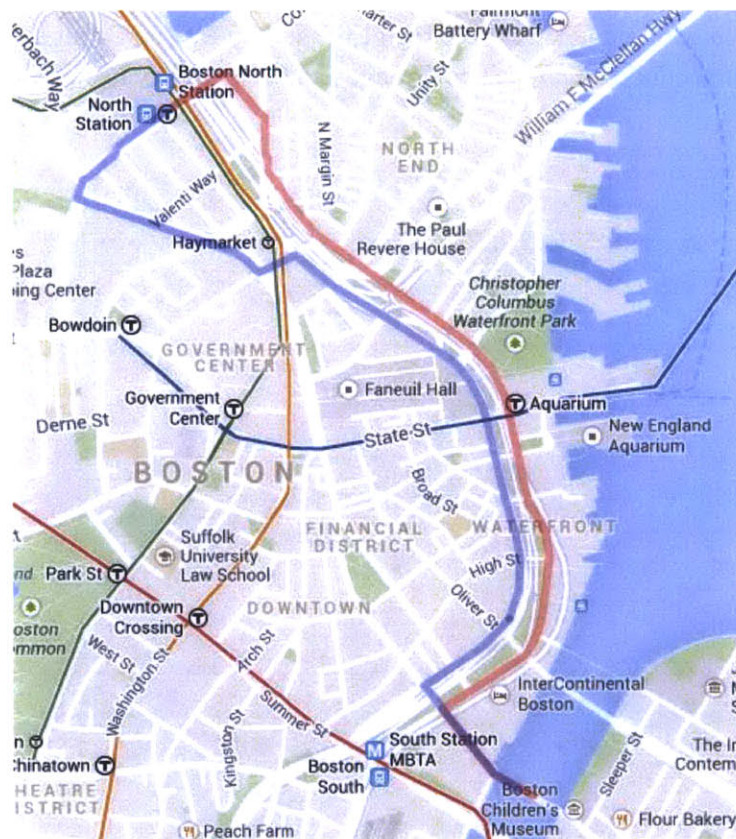 Battery Wharf
Unity St
William F McClellan Hwy
Boston North
Station
North
Station
N Margin St
NORTH
END
Valenti Way
The Paul
Revere House
Haymarket
Plaza
Christopher
Columbus
Waterfront Park
Bowdoin
GOVERNMENT
CENTER
Faneuil Hall
Government
Center
Aquarium
Derne St
State St
New England
Aquarium
BOSTON
Broad St
FINANCIAL
DISTRICT
WATERFRONT
Suffolk
University
Law School
High St
Park St
Oliver St
DOWNTOWN
Downtown
Crossing
West St
Arch St
Washington St
Summer St
InterContinental
Boston
Kingston St
South Station
MBTA
Boston
South
Sleeper St
Chinatown
Boston
Children's
Museum
Flour Bakery
Peach Farm